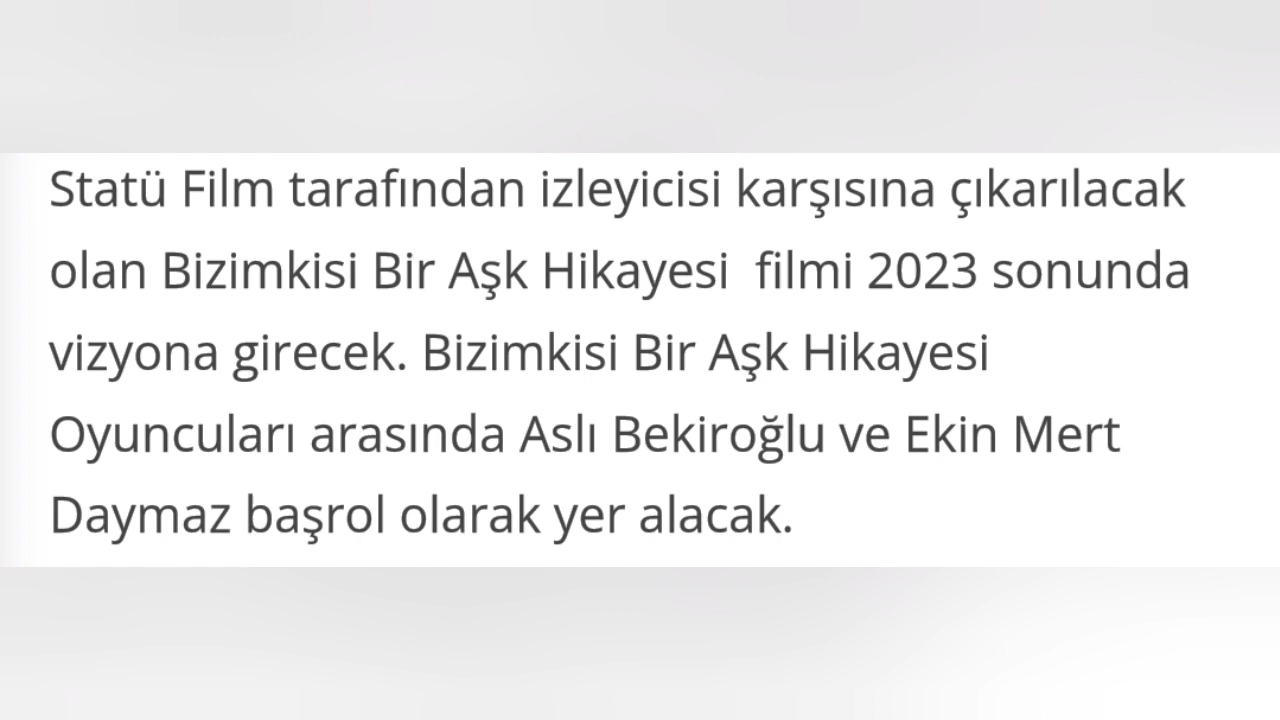 Statü Film tarafından izleyicisi karşısına çıkarılacak
olan Bizimkisi Bir Aşk Hikayesi  filmi 2023 sonunda
vizyona girecek. Bizimkisi Bir Aşk Hikayesi
Oyuncuları arasında Aslı Bekiroğlu ve Ekin Mert
Daymaz başrol olarak yer alacak.